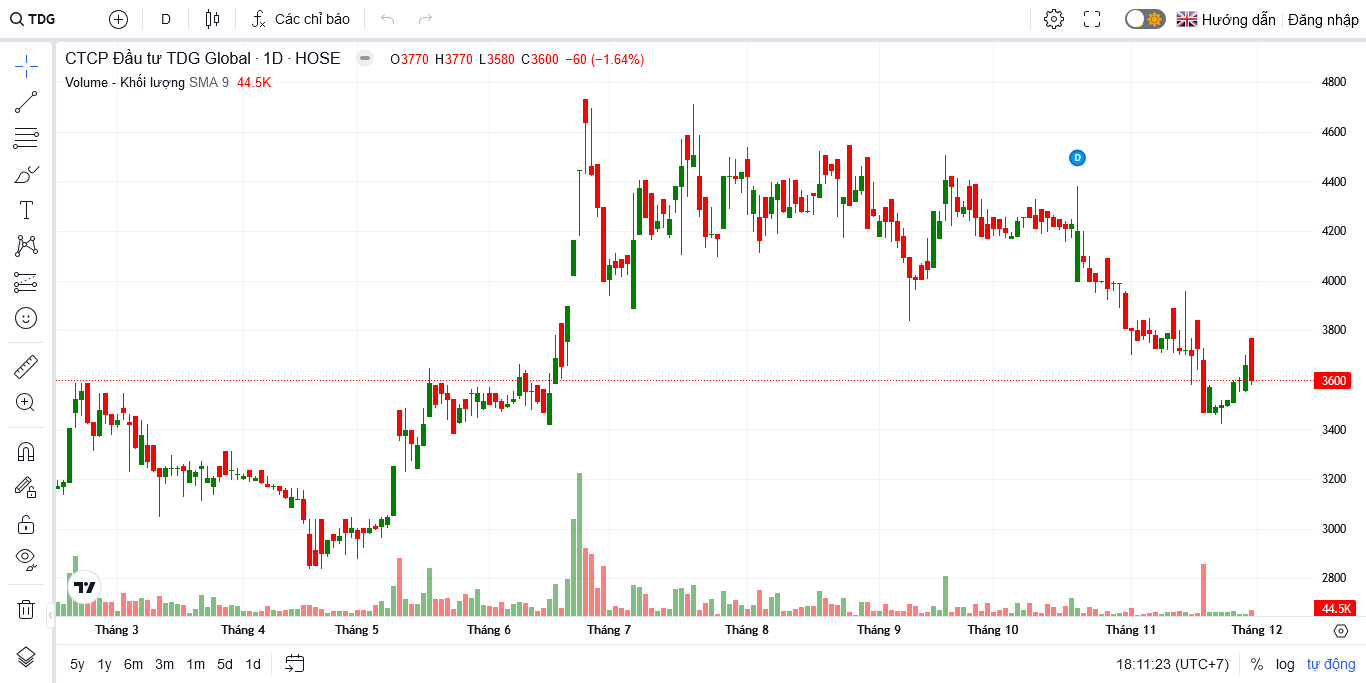 TDG D Các chỉ báo Hướng dẫn Đăng nhập
CTCP Đầu tư TDG Global · 1D · HOSE O3770 H3770 L3580 C3600 −60 (−1.64%)
Volume - Khối lượng SMA 9 44.5K
4800
4600
D
4400
4200
4000
3800
3600
3400
3200
3000
2800
44.5K
Tháng 3 Tháng 4 Tháng 5 Tháng 6 Tháng 7 Tháng 8 Tháng 9 Tháng 10 Tháng 11 Tháng 12
5y 1y 6m 3m 1m 5d 1d 18:11:23 (UTC+7) % log tự động